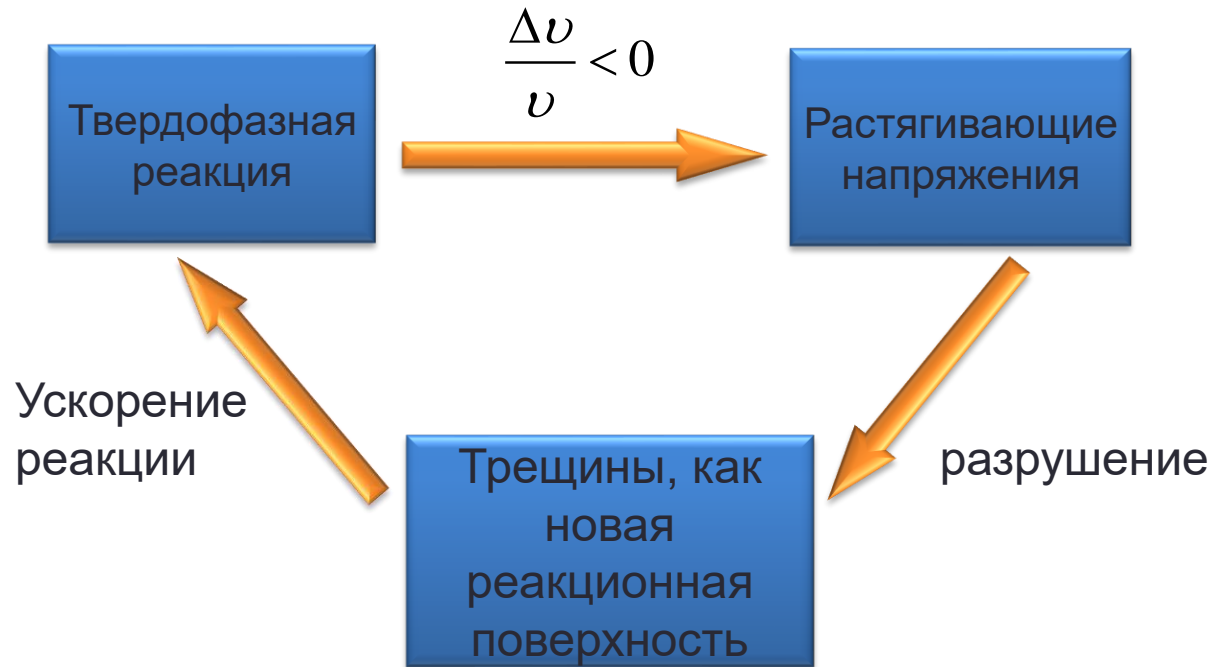 Δυ/υ < 0
Твердофазная
реакция
Растягивающие
напряжения
Ускорение
реакции
разрушение
Трещины, как
новая
реакционная
поверхность